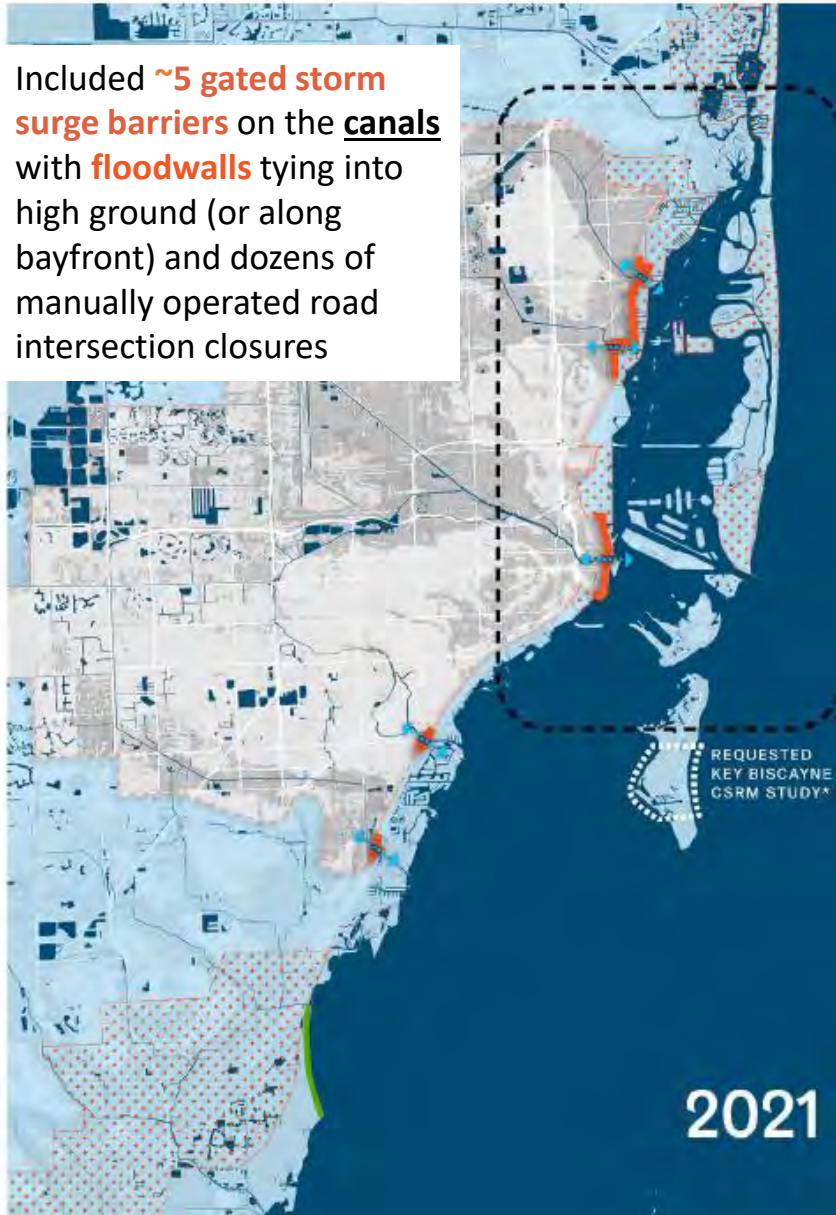 Included ~5 gated storm
surge barriers on the canals
with floodwalls tying into
high ground (or along
bayfront) and dozens of
manually operated road
intersection closures
REQUESTED
KEY BISCAYNE
CSRM STUDY*
2021